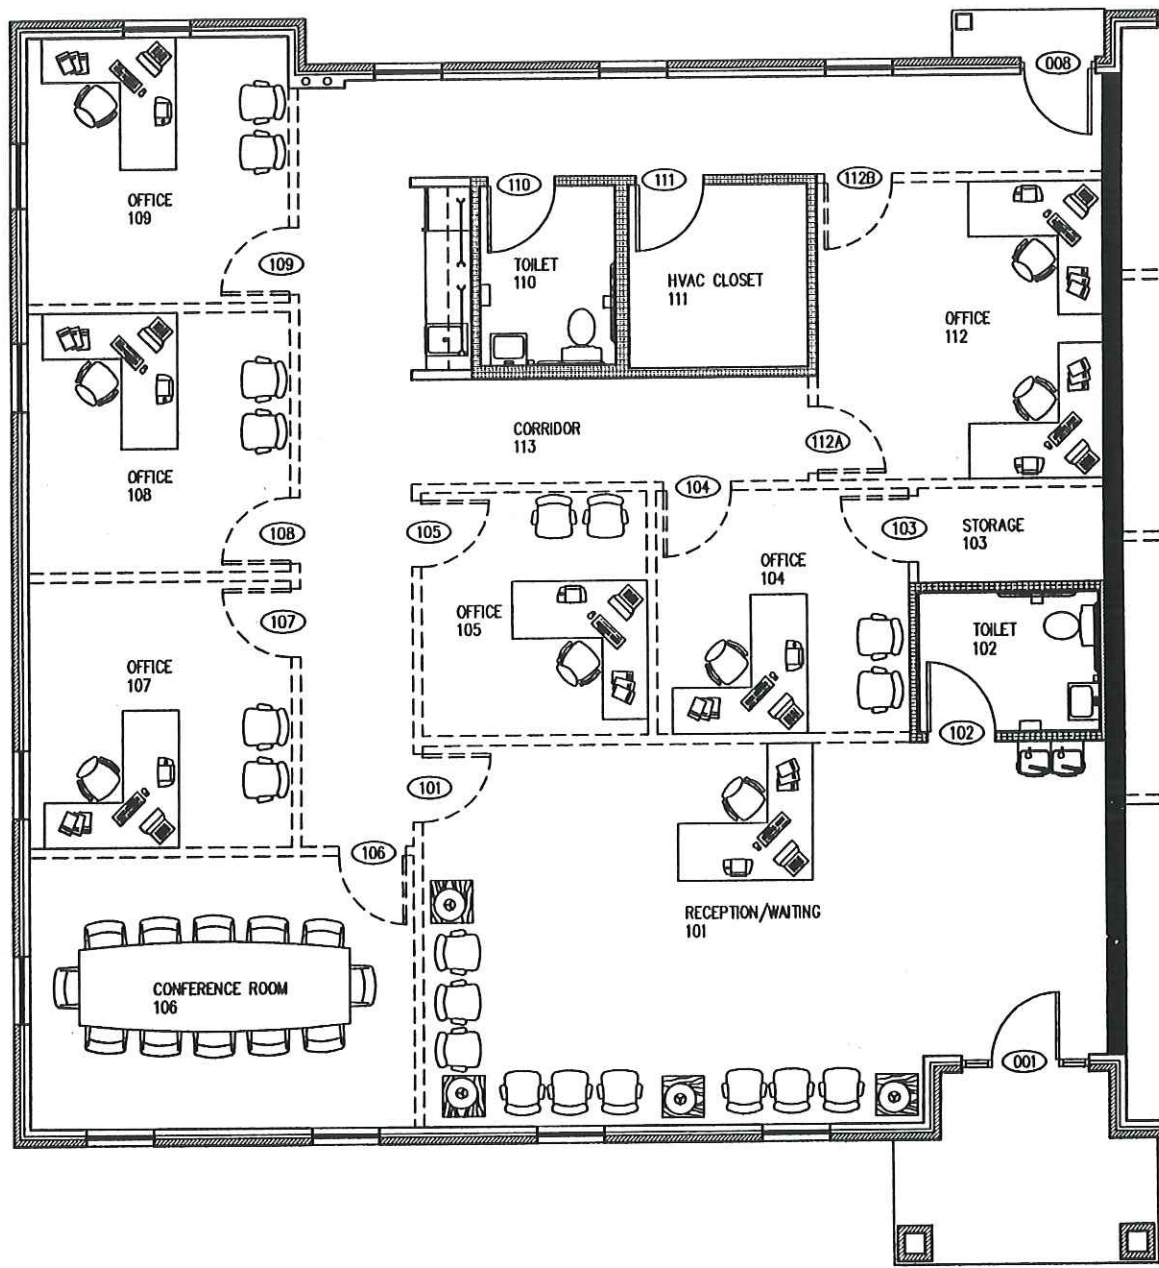 008
OFFICE
109
110
111
112B
TOILET
110
HVAC CLOSET
111
109
OFFICE
112
OFFICE
108
CORRIDOR
113
112A
104
108
105
103
STORAGE
103
OFFICE
104
OFFICE
105
107
TOILET
102
OFFICE
107
102
101
106
RECEPTION/WAITING
101
CONFERENCE ROOM
106
001